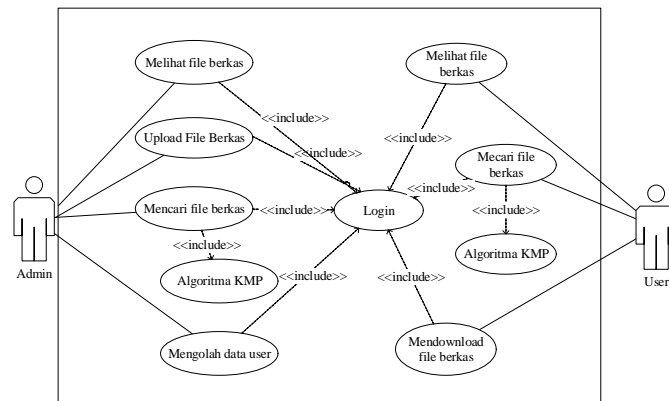 Melihat file berkas
Melihat file
berkas
<<include>>
<<include>>
Upload File Berkas
<<include>>
Mecari file
berkas
<<include>>
Mencari file berkas
<<include>>
Login
<<include>>
<<include>>
Algoritma KMP
Admin
Algoritma KMP
User
<<include>>
<<include>>
Mengolah data user
Mendownload
file berkas